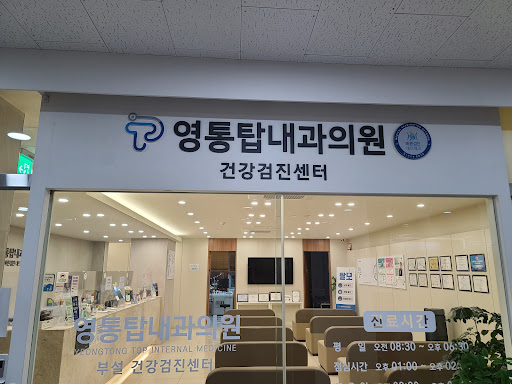 영통탑내과의원
건강검진센터
영통탑내과의원
YEONGTONG TOP INTERNAL MEDICINE
부설 건강검진센터
탈모
진료시간
평 일 오전 08:30 ~ 오후 06:30
점심시간 오후 01:00 ~ 오후 02: